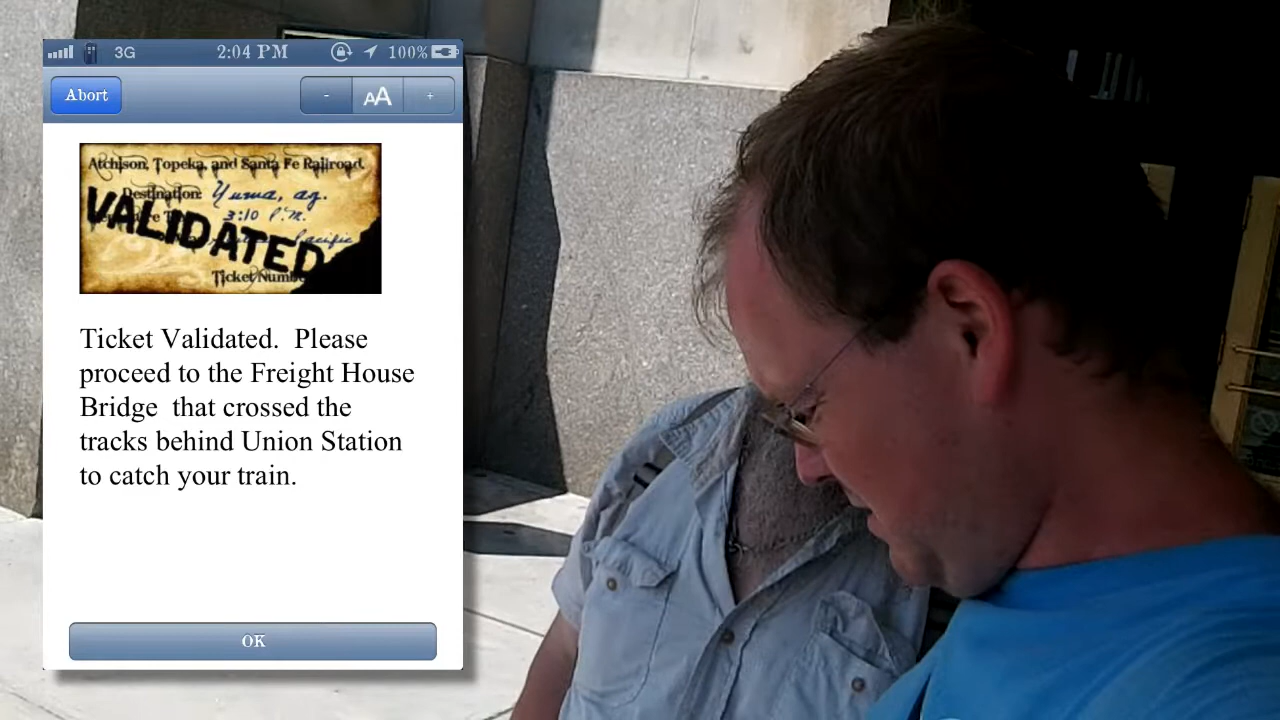 3G 2:04 PM 100%
Abort - AA +
Atchison, Topeka, and Santa Fe Railroad.
Destination: Yuma, az.
3:10 P.M.
VALIDATED
Pacific
Ticket
Ticket Validated. Please
proceed to the Freight House
Bridge that crossed the
tracks behind Union Station
to catch your train.
OK